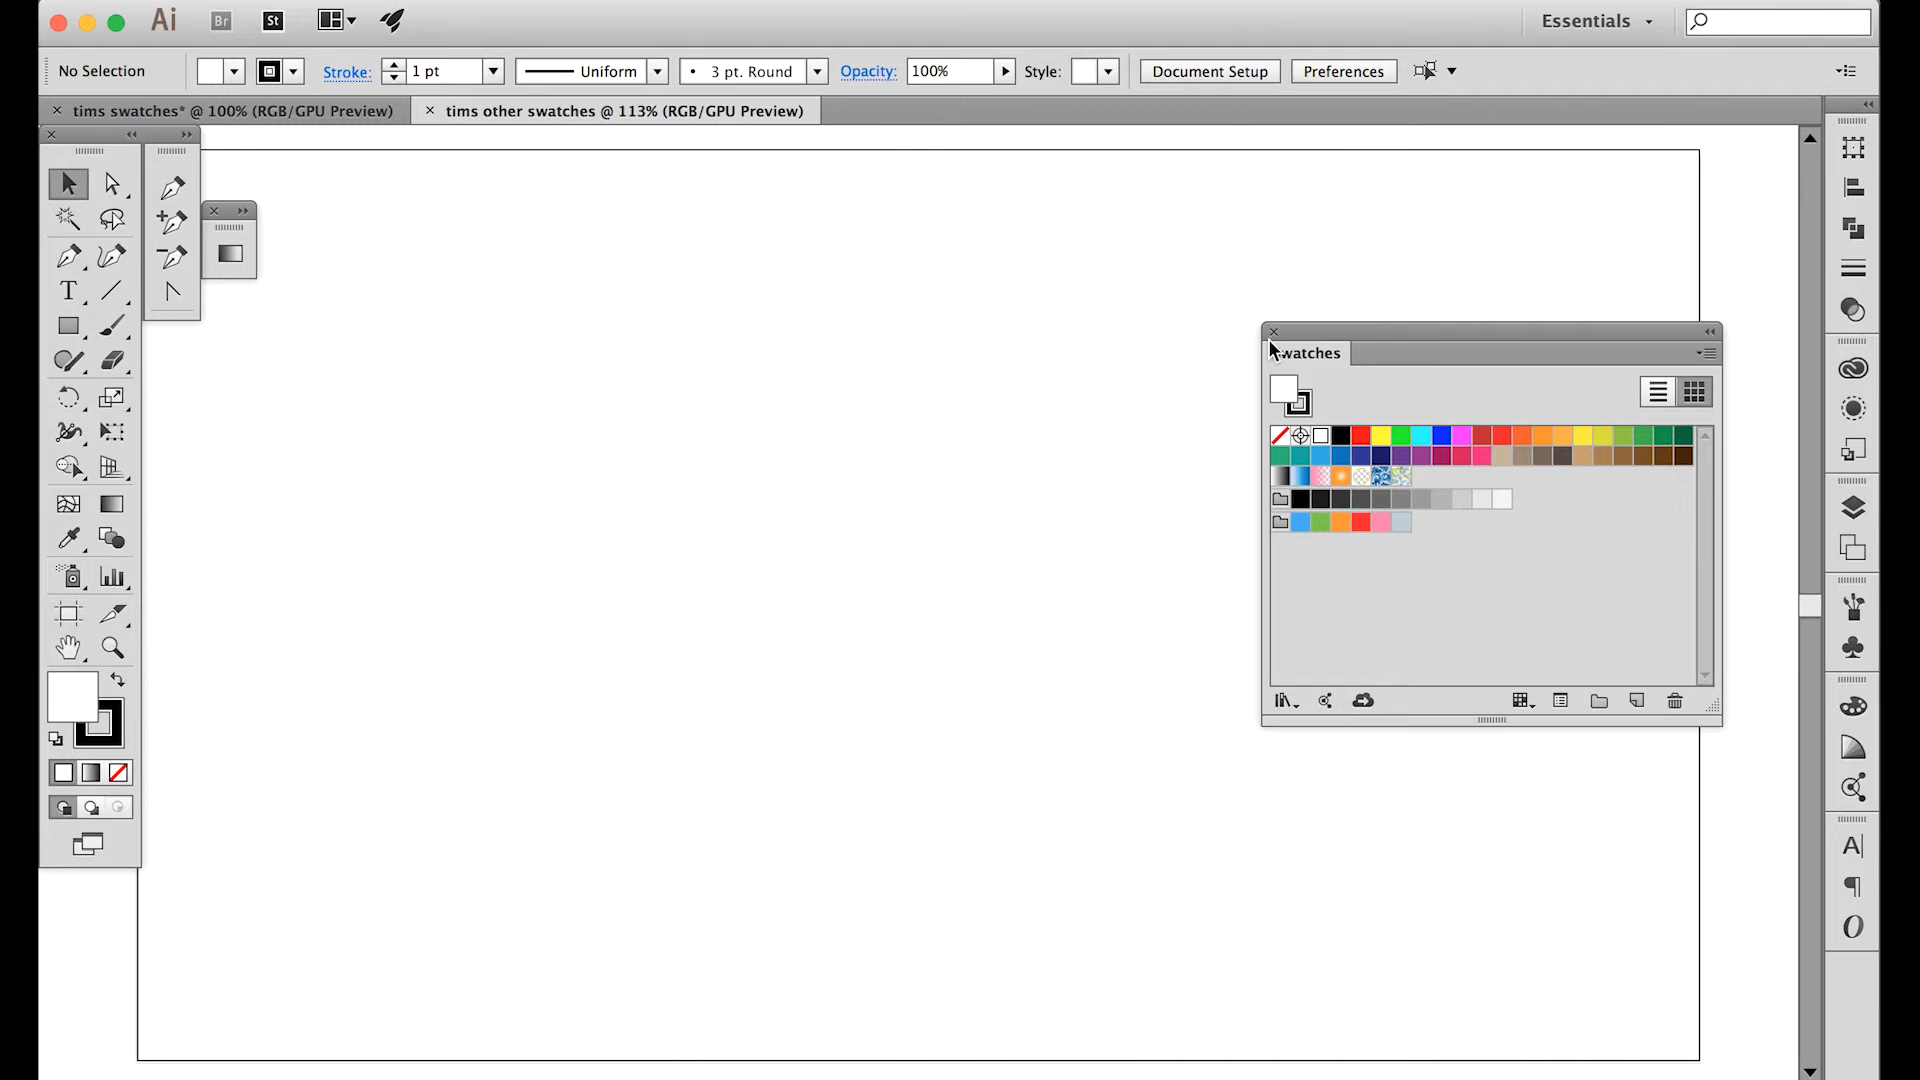 Ai Br St Essentials
No Selection Stroke: 1 pt Uniform 3 pt. Round Opacity: 100% Style: Document Setup Preferences
tims swatches* @ 100% (RGB/GPU Preview) tims other swatches @ 113% (RGB/GPU Preview)
watches